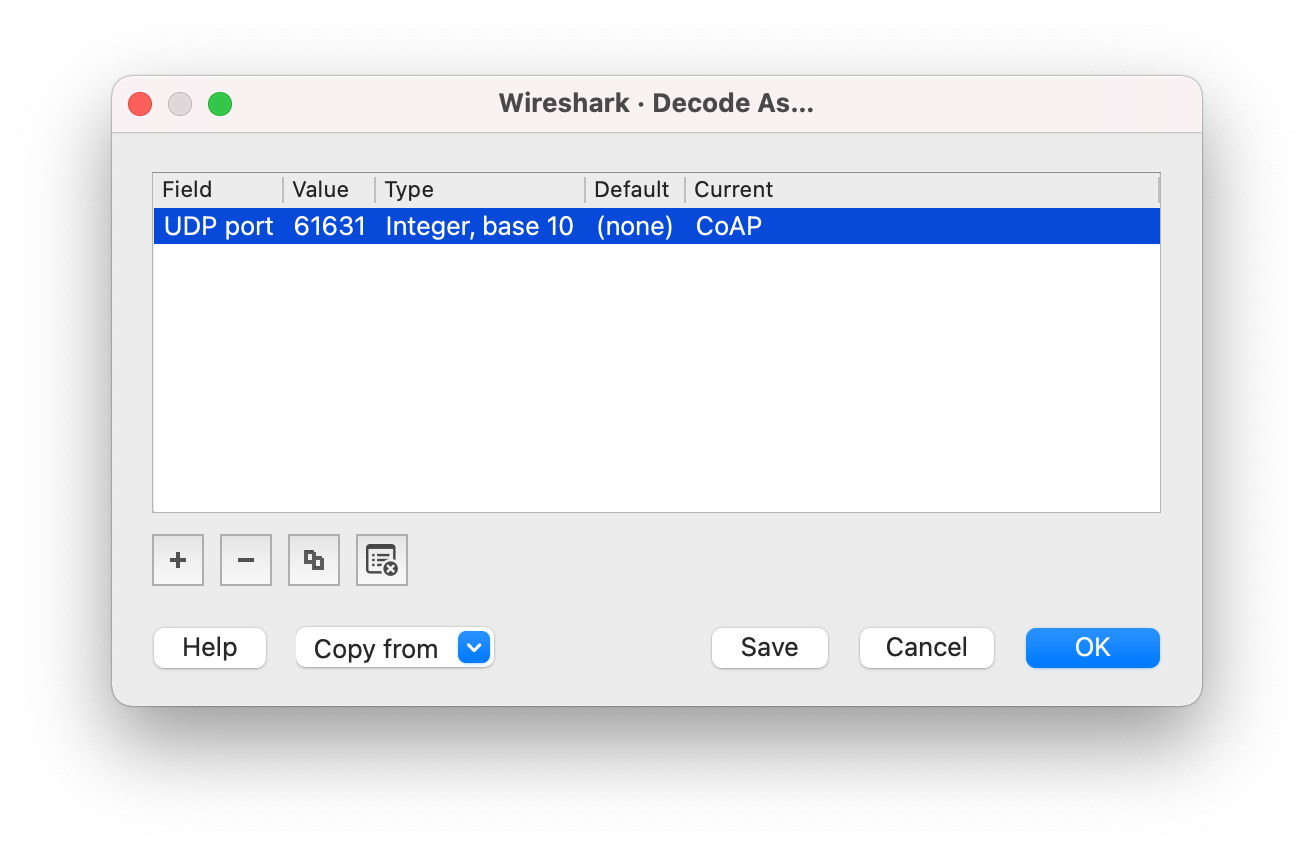 Wireshark · Decode As...
Field Value Type Default Current
UDP port 61631 Integer, base 10 (none) CoAP
Help Copy from Save Cancel OK